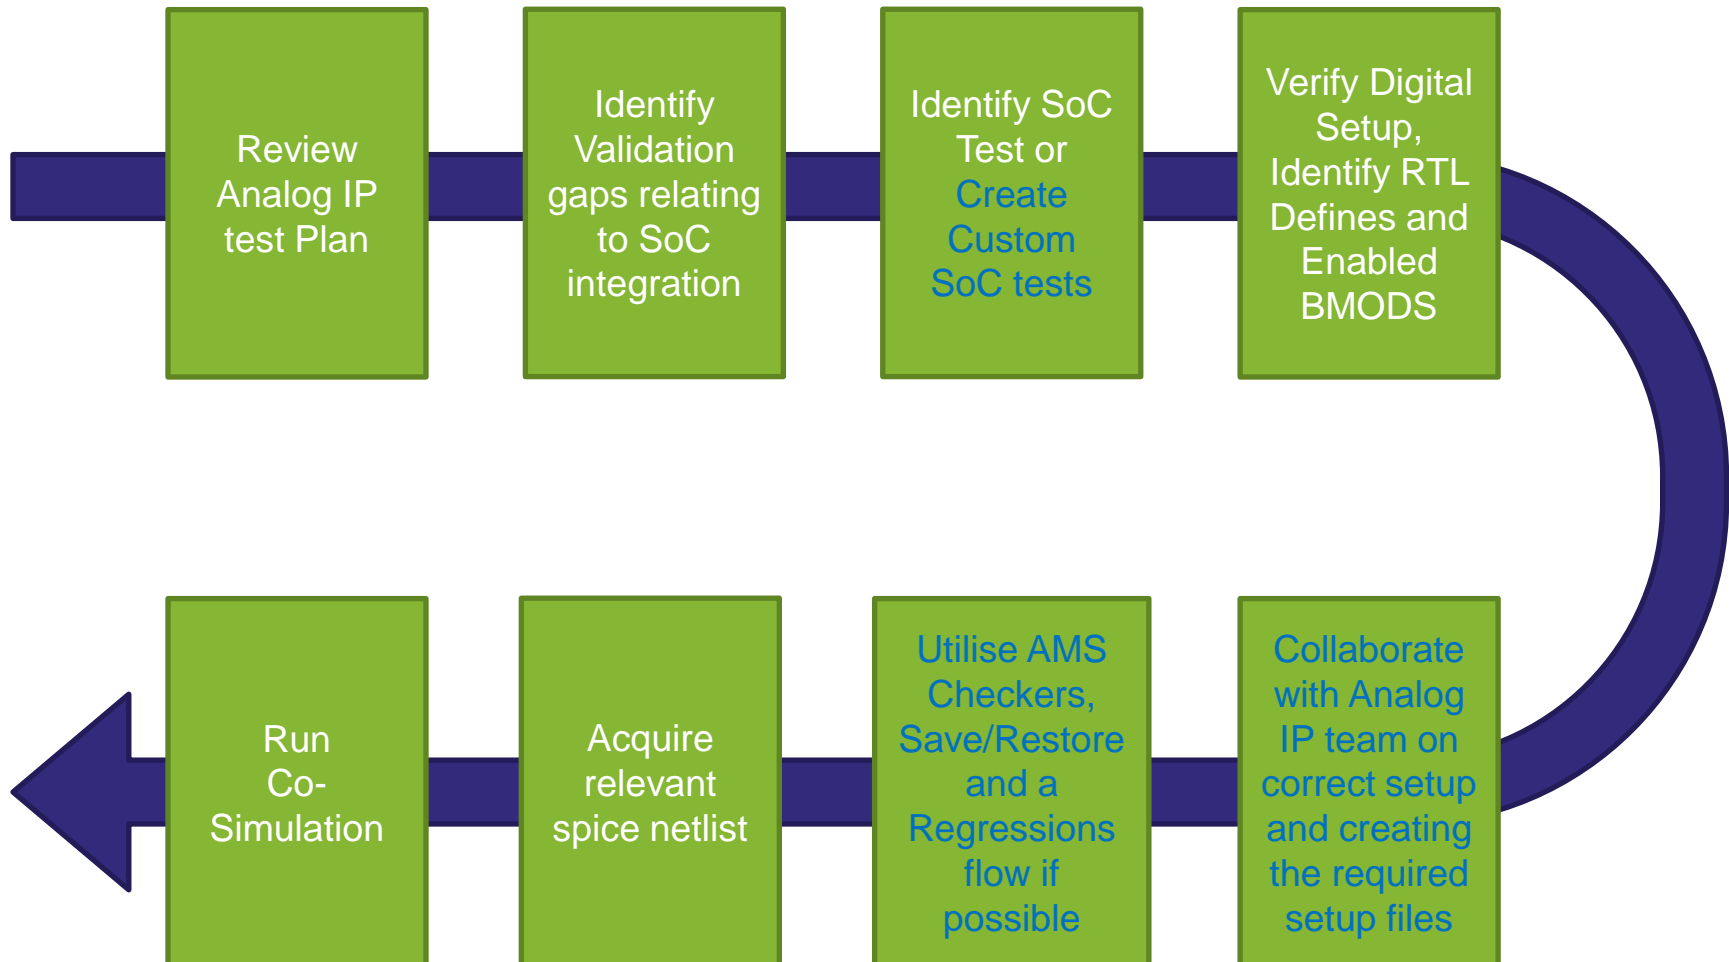 Review
Analog IP
test Plan
Identify
Validation
gaps relating
to SoC
integration
Identify SoC
Test or
Create
Custom
SoC tests
Verify Digital
Setup,
Identify RTL
Defines and
Enabled
BMODS
Collaborate
with Analog
IP team on
correct setup
and creating
the required
setup files
Utilise AMS
Checkers,
Save/Restore
and a
Regressions
flow if
possible
Acquire
relevant
spice netlist
Run
Co-
Simulation